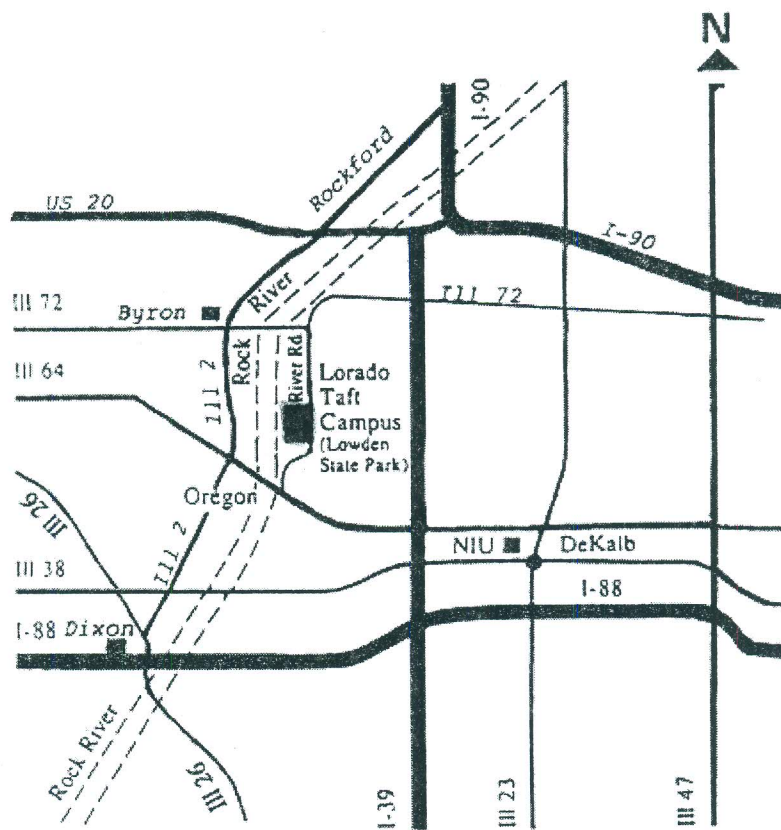 N
I-90
Rockford
US 20
I-90
River
Ill 72
Byron
Ill 72
Ill 64
Ill 2
Rock
River Rd
Lorado
Taft
Campus
(Lowden
State Park)
Ill 26
Oregon
Ill 2
NIU
DeKalb
Ill 38
I-88
I-88 Dixon
Rock River
Ill 26
I-39
Ill 23
Ill 47